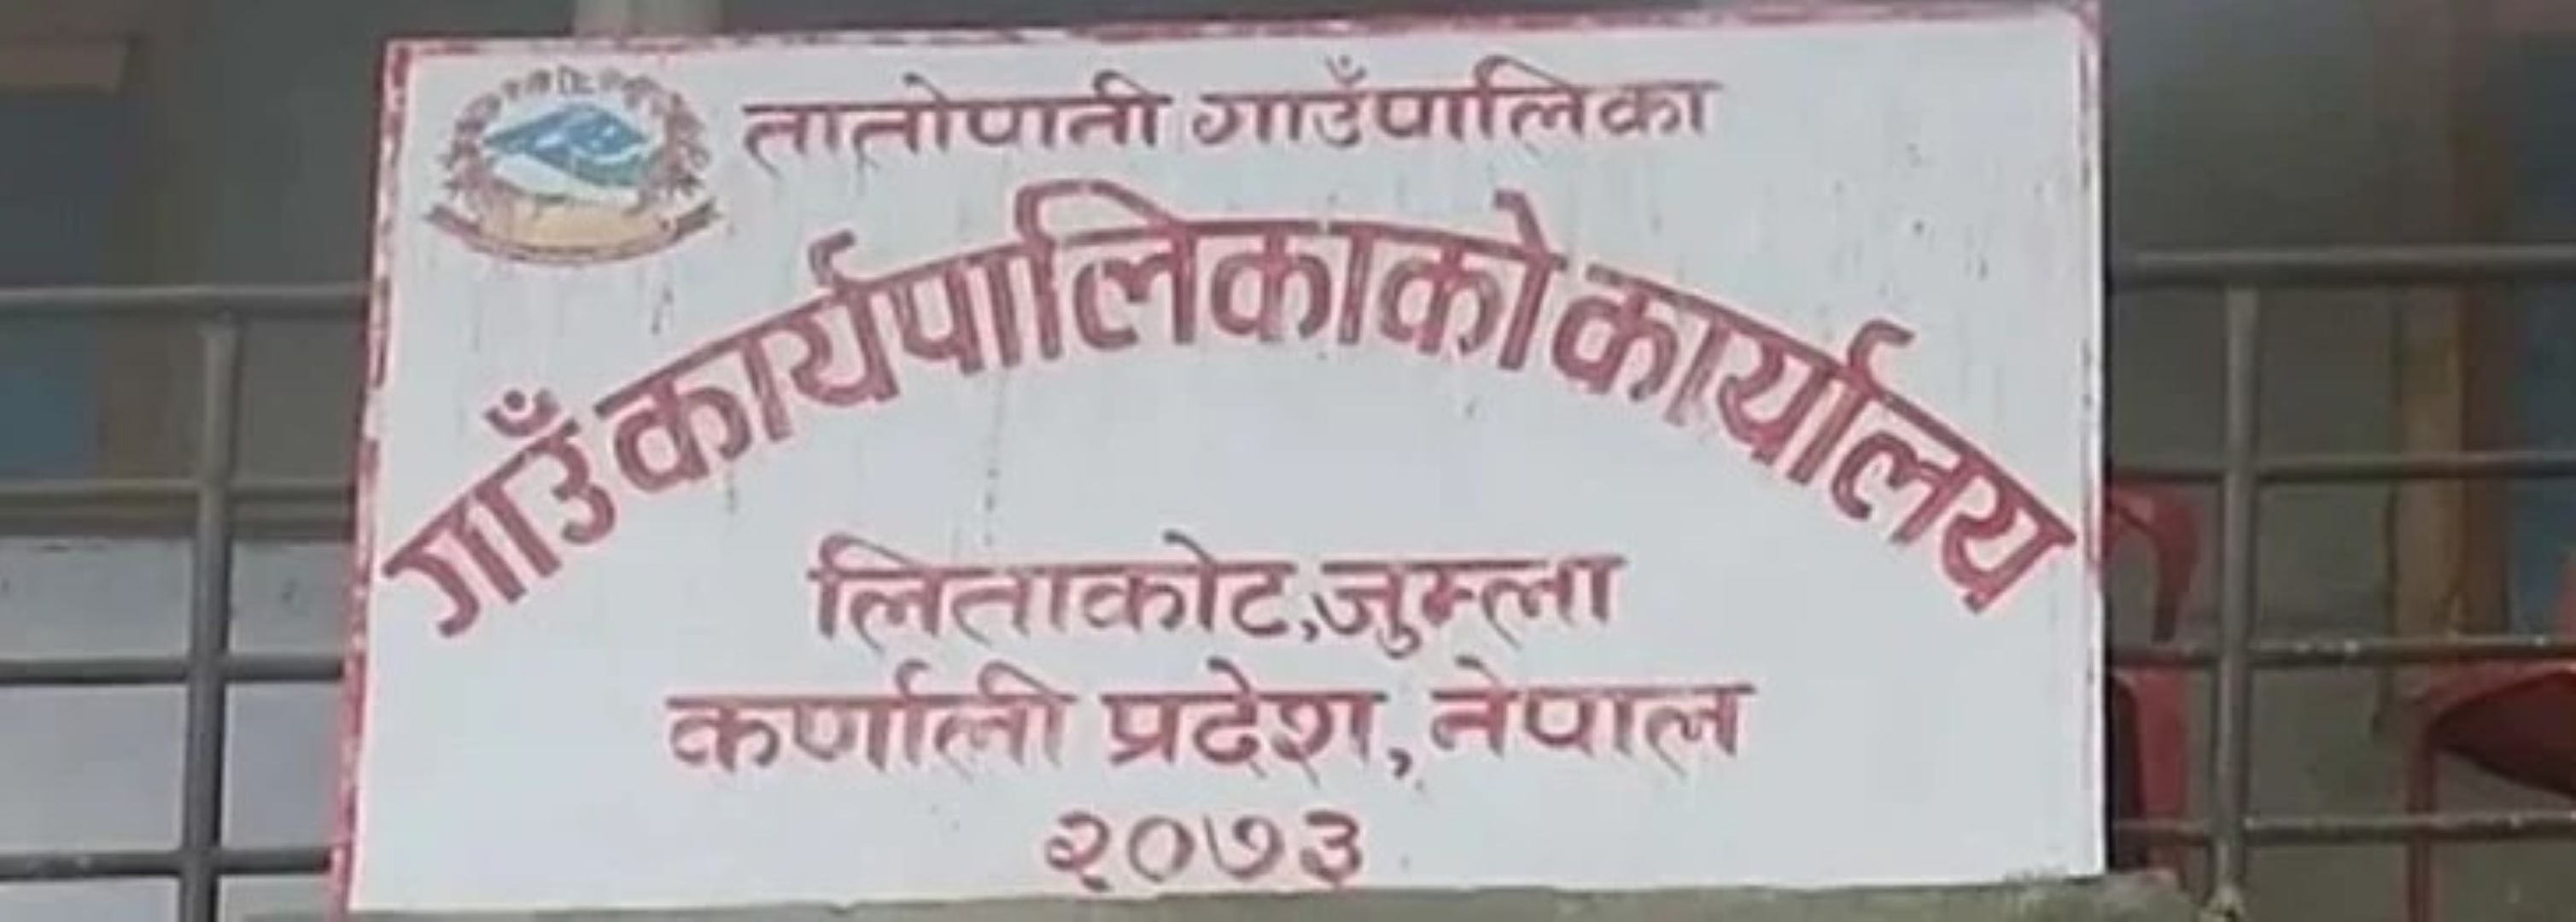 तातोपानी गाउँपालिका
गाउँ कार्यपालिकाको कार्यालय
लिताकोट,जुम्ला
कर्णाली प्रदेश, नेपाल
२०७३